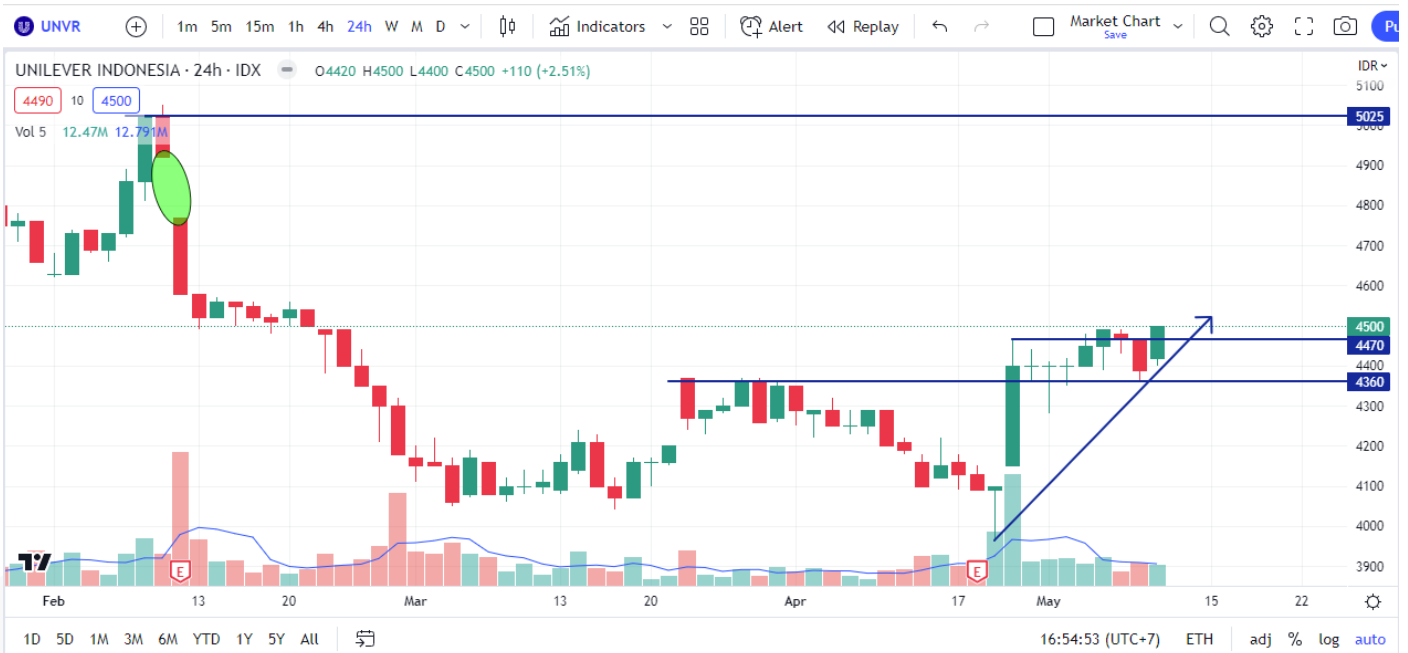 UNVR 1m 5m 15m 1h 4h 24h W M D Indicators Alert Replay Market Chart Save
UNILEVER INDONESIA · 24h · IDX O4420 H4500 L4400 C4500 +110 (+2.51%)
4490 10 4500
Vol 5 12.47M 12.791M
IDR
5100
5025
5000
4900
4800
4700
4600
4500
4470
4400
4360
4300
4200
4100
4000
3900
E E
Feb 13 20 Mar 13 20 Apr 17 May 15 22
1D 5D 1M 3M 6M YTD 1Y 5Y All 16:54:53 (UTC+7) ETH adj % log auto